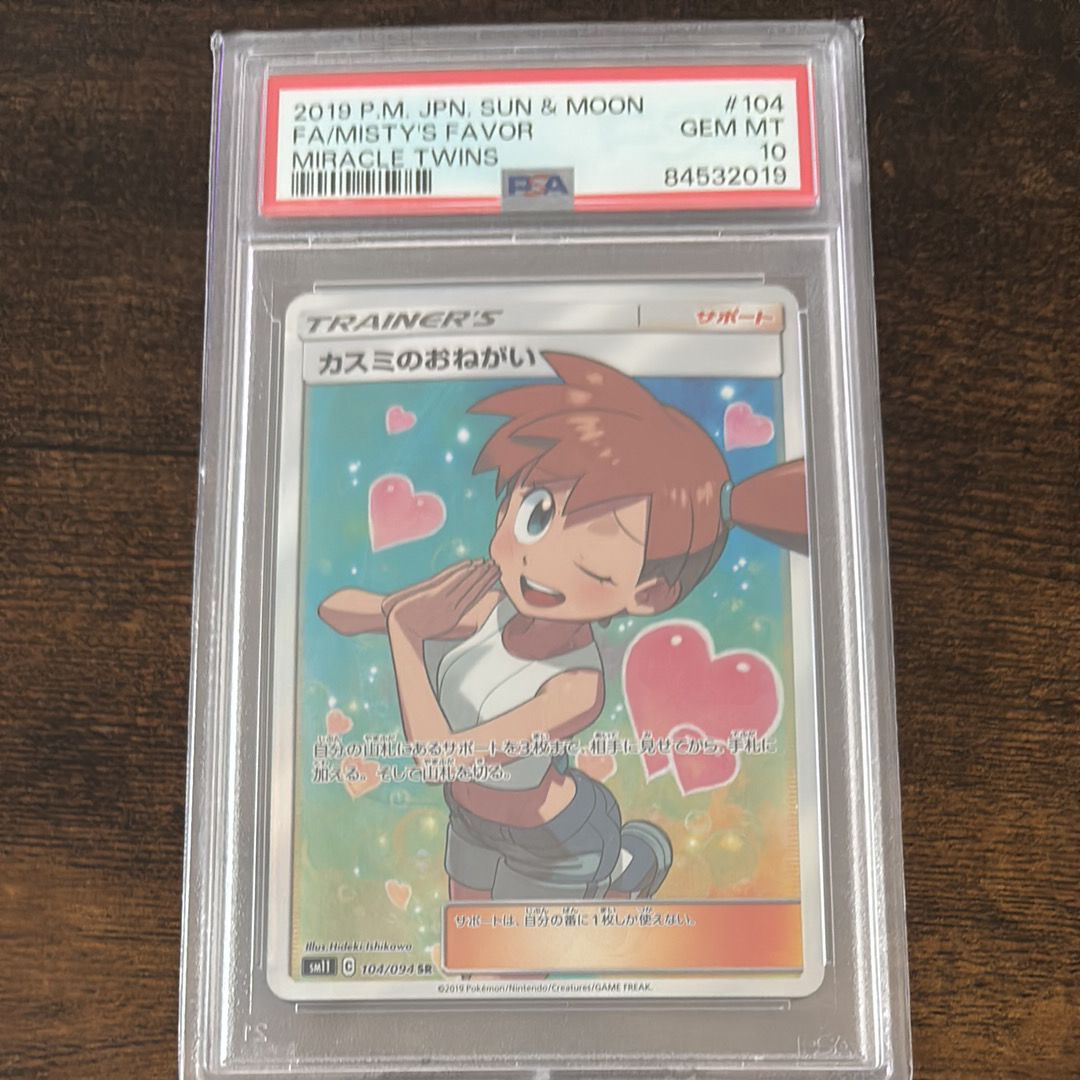 2019 P.M. JPN. SUN & MOON #104
FA/MISTY'S FAVOR GEM MT
MIRACLE TWINS 10
PSA 84532019
TRAINER'S サポート
カスミのおねがい
自分の山札にあるサポートを3枚まで、相手に見せてから、手札に
加える。そして山札を切る。
サポートは、自分の番に1枚しか使えない。
Illus. Hideki Ishikawa
SM11 C 104/094 SR
©2019 Pokémon/Nintendo/Creatures/GAME FREAK.